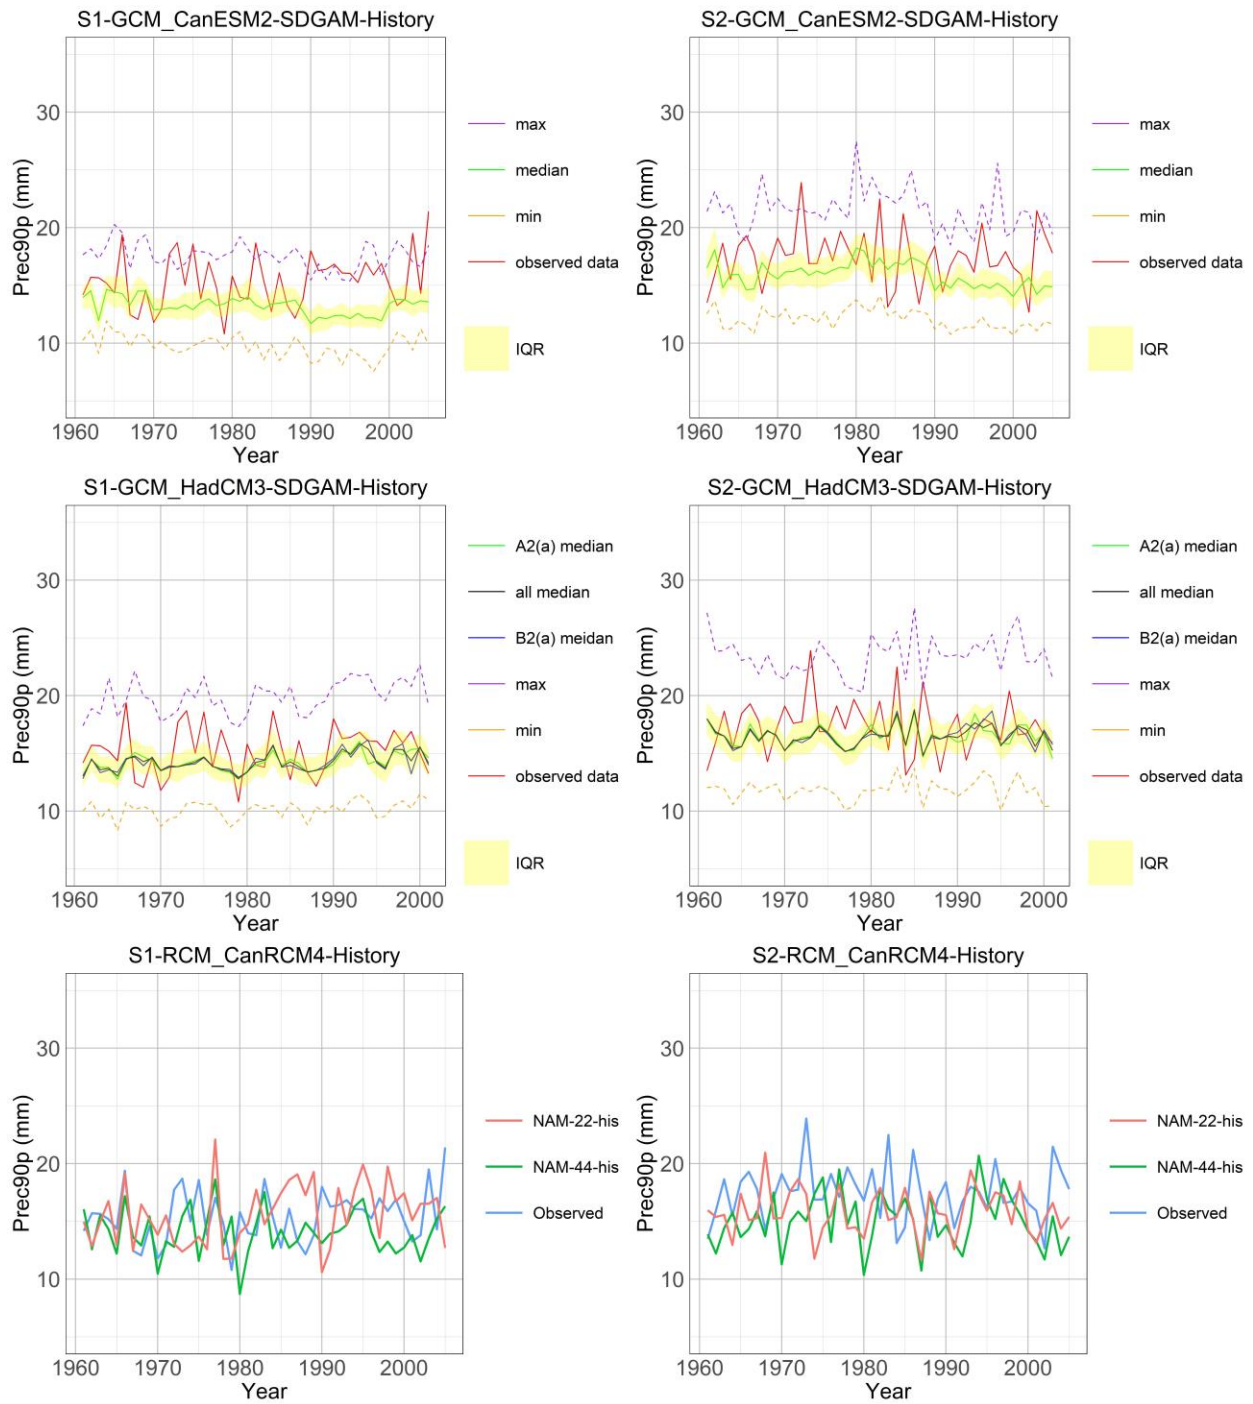 S1-GCM_CanESM2-SDGAM-History
Prec90p (mm)
30
20
10
1960 1970 1980 1990 2000
Year
max
median
min
observed data
IQR
S2-GCM_CanESM2-SDGAM-History
Prec90p (mm)
30
20
10
1960 1970 1980 1990 2000
Year
max
median
min
observed data
IQR
S1-GCM_HadCM3-SDGAM-History
Prec90p (mm)
30
20
10
1960 1970 1980 1990 2000
Year
A2(a) median
all median
B2(a) meidan
max
min
observed data
IQR
S2-GCM_HadCM3-SDGAM-History
Prec90p (mm)
30
20
10
1960 1970 1980 1990 2000
Year
A2(a) median
all median
B2(a) meidan
max
min
observed data
IQR
S1-RCM_CanRCM4-History
Prec90p (mm)
30
20
10
1960 1970 1980 1990 2000
Year
NAM-22-his
NAM-44-his
Observed
S2-RCM_CanRCM4-History
Prec90p (mm)
30
20
10
1960 1970 1980 1990 2000
Year
NAM-22-his
NAM-44-his
Observed